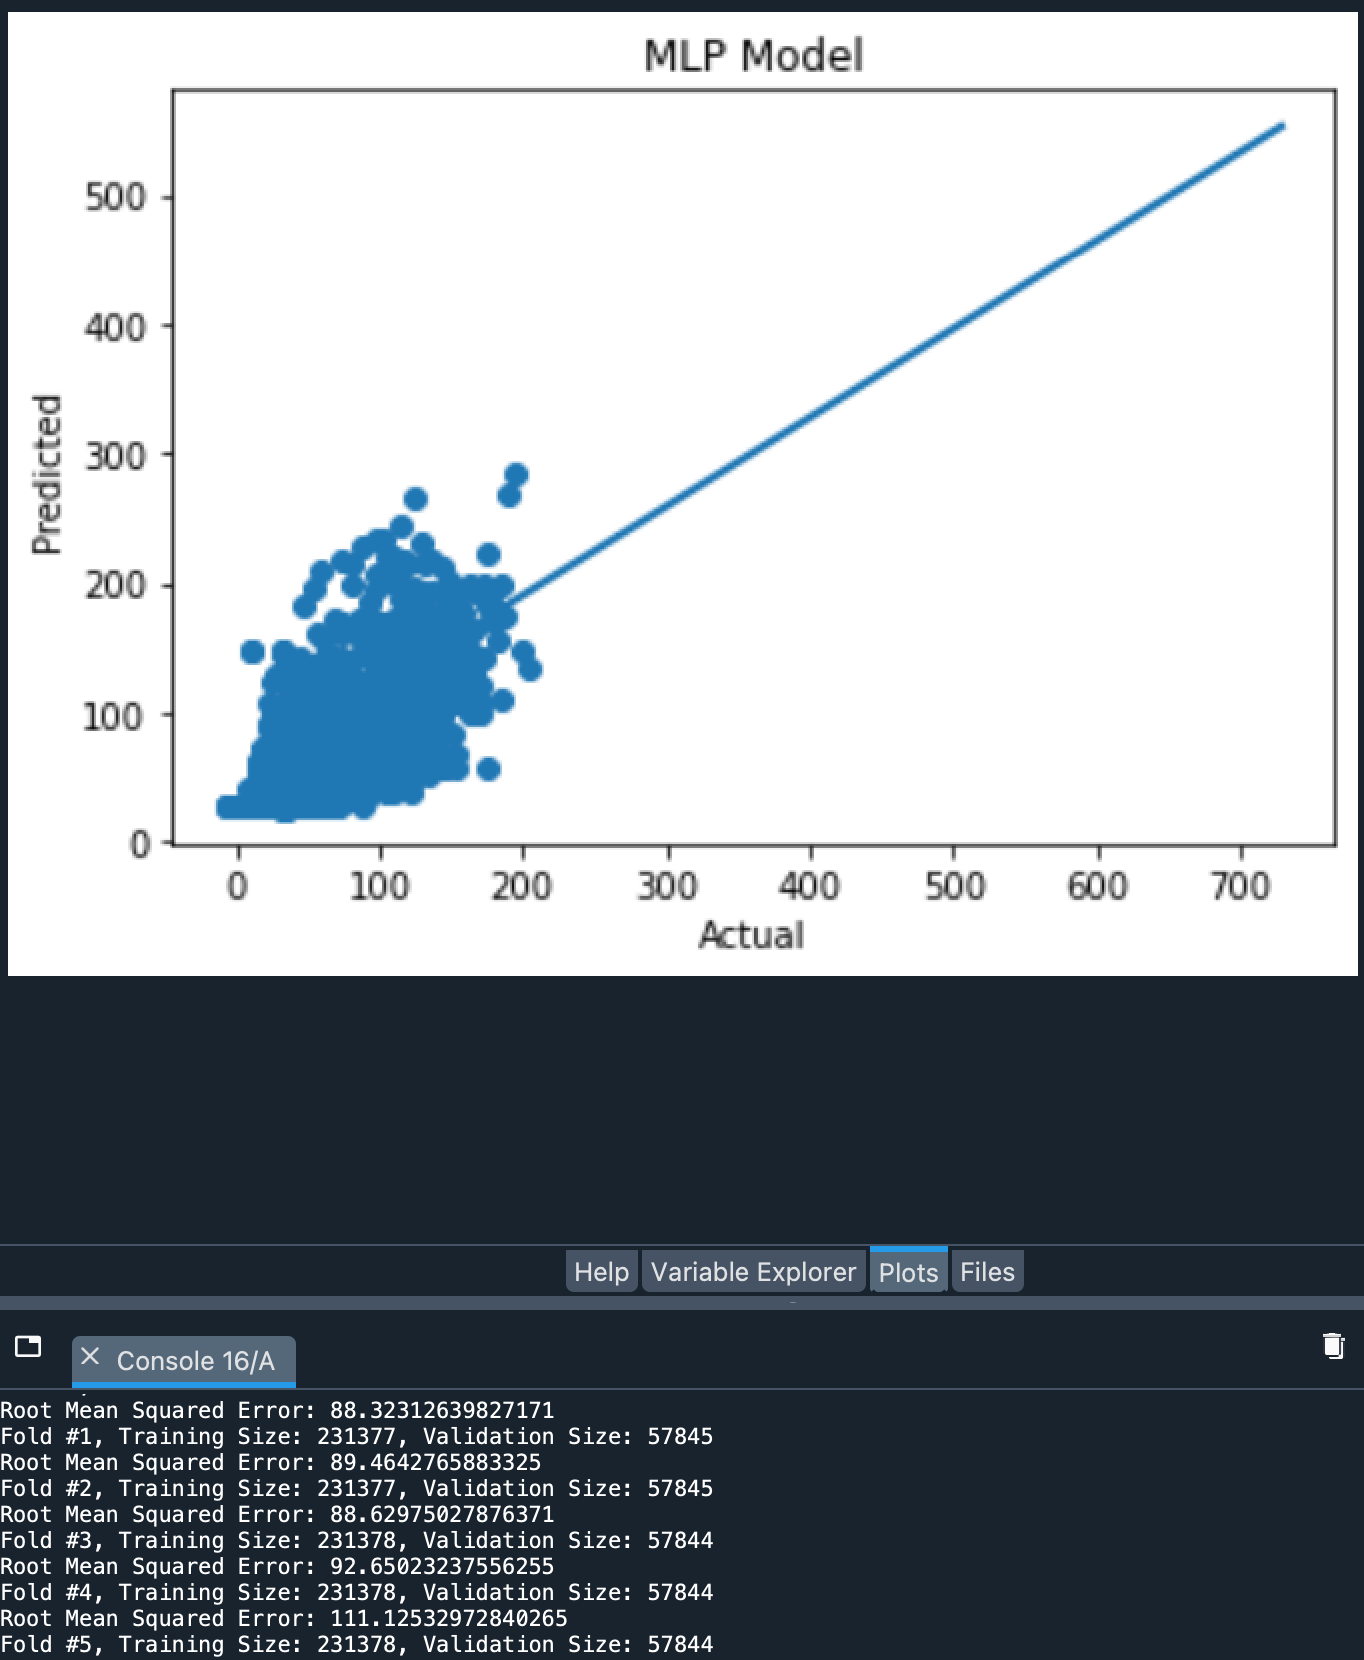 MLP Model
500
400
300
200
100
0
Predicted
0 100 200 300 400 500 600 700
Actual
Help Variable Explorer Plots Files
Console 16/A
Root Mean Squared Error: 88.32312639827171
Fold #1, Training Size: 231377, Validation Size: 57845
Root Mean Squared Error: 89.4642765883325
Fold #2, Training Size: 231377, Validation Size: 57845
Root Mean Squared Error: 88.62975027876371
Fold #3, Training Size: 231378, Validation Size: 57844
Root Mean Squared Error: 92.65023237556255
Fold #4, Training Size: 231378, Validation Size: 57844
Root Mean Squared Error: 111.12532972840265
Fold #5, Training Size: 231378, Validation Size: 57844